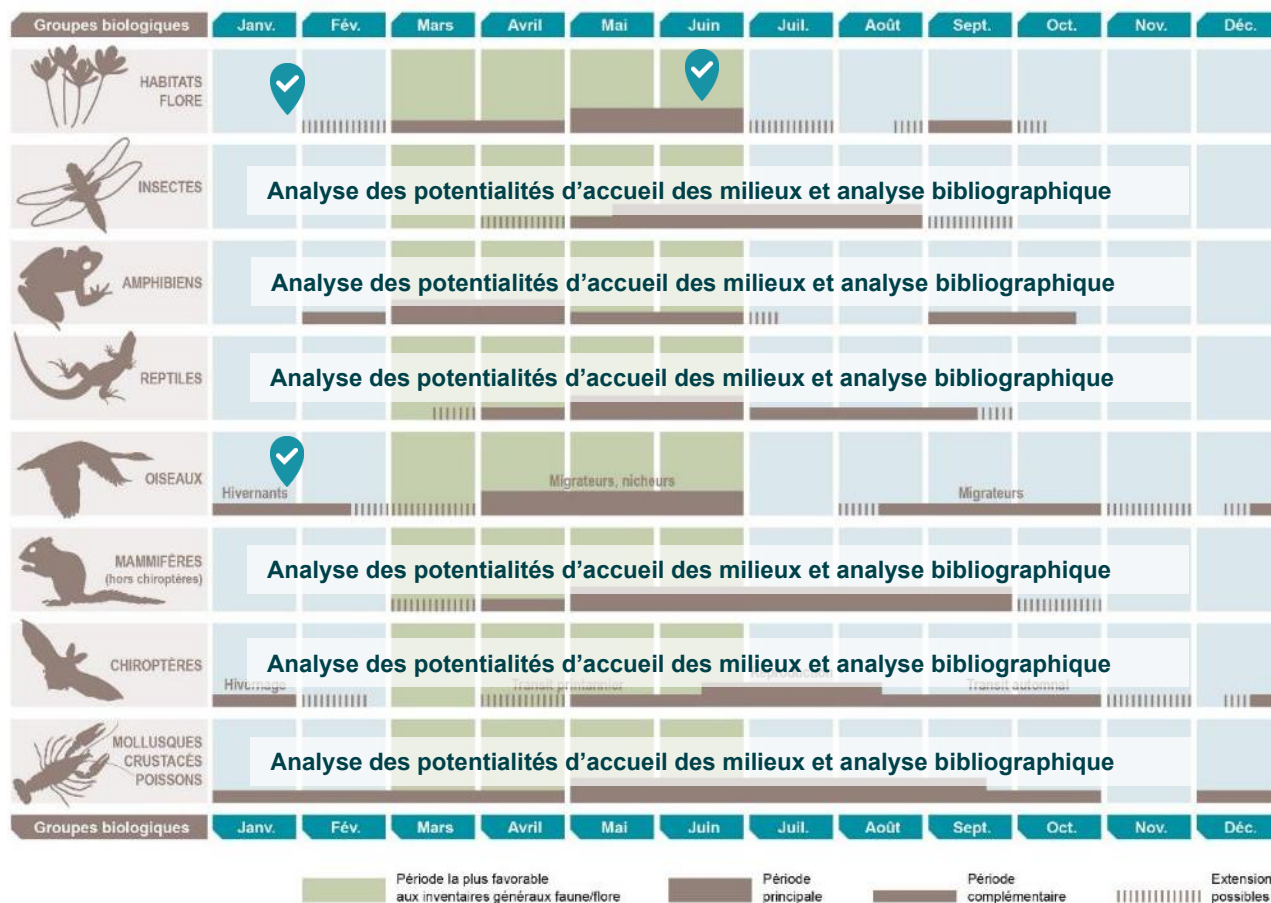 Groupes biologiques Janv. Fév. Mars Avril Mai Juin Juil. Août Sept. Oct. Nov. Déc.
HABITATS
FLORE
INSECTES
Analyse des potentialités d'accueil des milieux et analyse bibliographique
AMPHIBIENS
Analyse des potentialités d'accueil des milieux et analyse bibliographique
REPTILES
Analyse des potentialités d'accueil des milieux et analyse bibliographique
OISEAUX
Hivernants
Migrateurs, nicheurs
Migrateurs
MAMMIFÈRES
(hors chiroptères)
Analyse des potentialités d'accueil des milieux et analyse bibliographique
CHIROPTÈRES
Analyse des potentialités d'accueil des milieux et analyse bibliographique
Hivernage
Transit printannier
Reproduction
Transit automnal
MOLLUSQUES
CRUSTACÉS
POISSONS
Analyse des potentialités d'accueil des milieux et analyse bibliographique
Groupes biologiques Janv. Fév. Mars Avril Mai Juin Juil. Août Sept. Oct. Nov. Déc.
Période la plus favorable
aux inventaires généraux faune/flore
Période
principale
Période
complémentaire
Extension
possibles